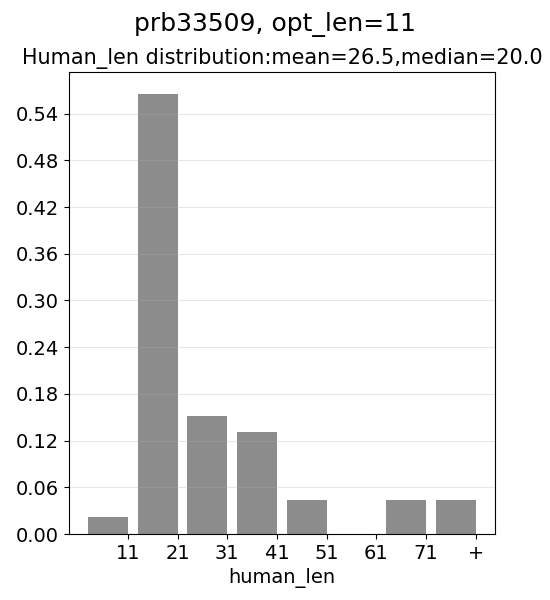 prb33509, opt_len=11
Human_len distribution:mean=26.5,median=20.0
0.54
0.48
0.42
0.36
0.30
0.24
0.18
0.12
0.06
0.00
11 21 31 41 51 61 71 +
human_len